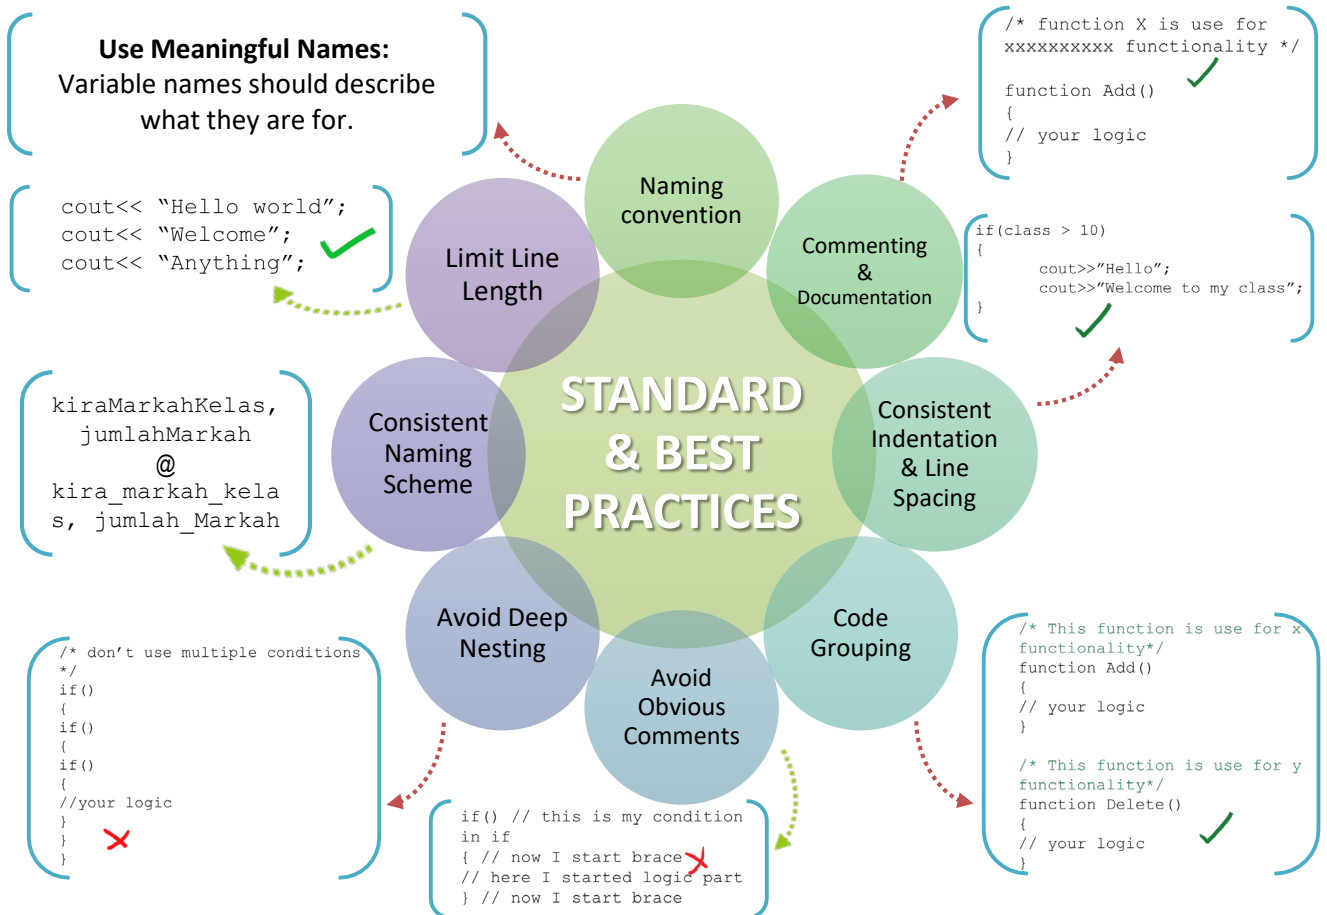 Use Meaningful Names:
Variable names should describe
what they are for.
/* function X is use for
xxxxxxxxxx functionality */
function Add()
{
// your logic
}
cout<< “Hello world”;
cout<< “Welcome”;
cout<< “Anything”;
Naming
convention
Limit Line
Length
Commenting
&
Documentation
if(class > 10)
{
cout>>”Hello”;
cout>>”Welcome to my class”;
}
kiraMarkahKelas,
jumlahMarkah
@
kira_markah_kela
s, jumlah_Markah
Consistent
Naming
Scheme
STANDARD
& BEST
PRACTICES
Consistent
Indentation
& Line
Spacing
Avoid Deep
Nesting
Avoid
Obvious
Comments
Code
Grouping
/* don’t use multiple conditions
*/
if()
{
if()
{
if()
{
//your logic
}
}
}
if() // this is my condition
in if
{ // now I start brace
// here I started logic part
} // now I start brace
/* This function is use for x
functionality*/
function Add()
{
// your logic
}
/* This function is use for y
functionality*/
function Delete()
{
// your logic
}